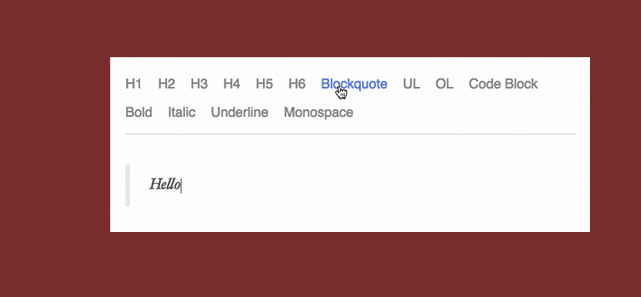 H1 H2 H3 H4 H5 H6 Blockquote UL OL Code Block
Bold Italic Underline Monospace
Hello